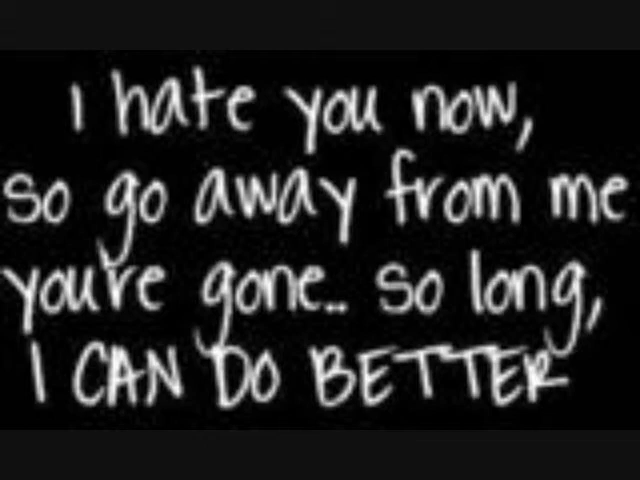 I hate you now,
so go away from me
you're gone.. so long,
I CAN DO BETTER